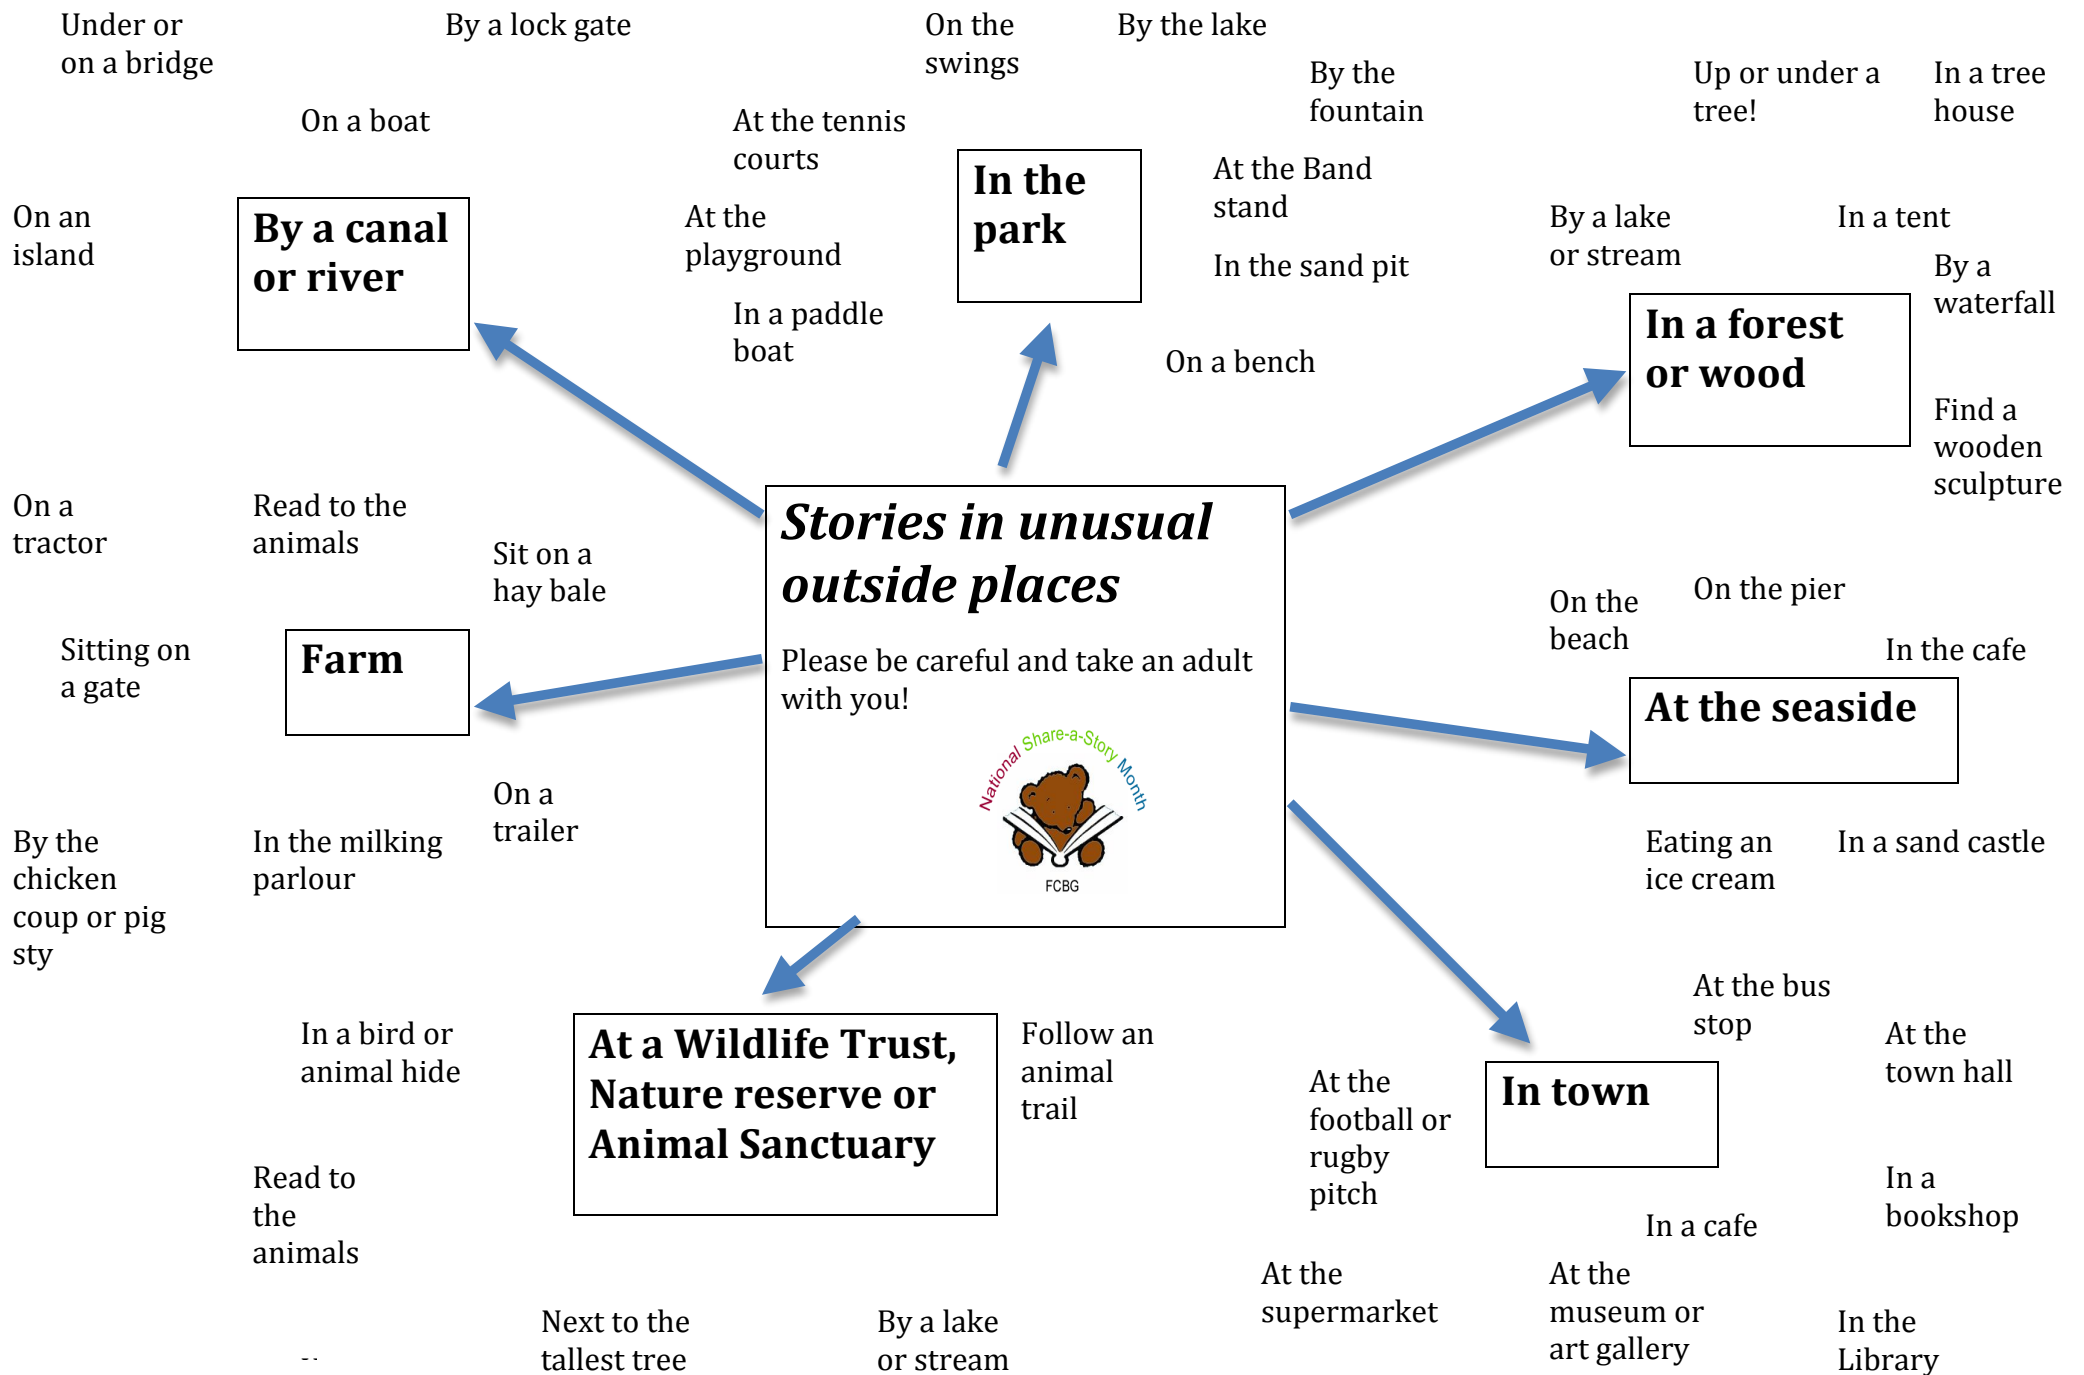 Under or
on a bridge
By a lock gate
On a boat
On an
island
By a canal
or river
On the
swings
By the lake
By the
fountain
At the tennis
courts
At the
playground
In a paddle
boat
In the
park
At the Band
stand
In the sand pit
On a bench
Up or under a
tree!
In a tree
house
By a lake
or stream
In a tent
By a
waterfall
In a forest
or wood
Find a
wooden
sculpture
On a
tractor
Read to the
animals
Sit on a
hay bale
Sitting on
a gate
Farm
On a
trailer
By the
chicken
coup or pig
sty
In the milking
parlour
Stories in unusual
outside places
Please be careful and take an adult
with you!
National Share-a-Story Month
FCBG
On the
beach
On the pier
In the cafe
At the seaside
Eating an
ice cream
In a sand castle
In a bird or
animal hide
At a Wildlife Trust,
Nature reserve or
Animal Sanctuary
Follow an
animal
trail
Read to
the
animals
Next to the
tallest tree
By a lake
or stream
At the bus
stop
At the
town hall
At the
football or
rugby
pitch
In town
In a
bookshop
In a cafe
At the
supermarket
At the
museum or
art gallery
In the
Library